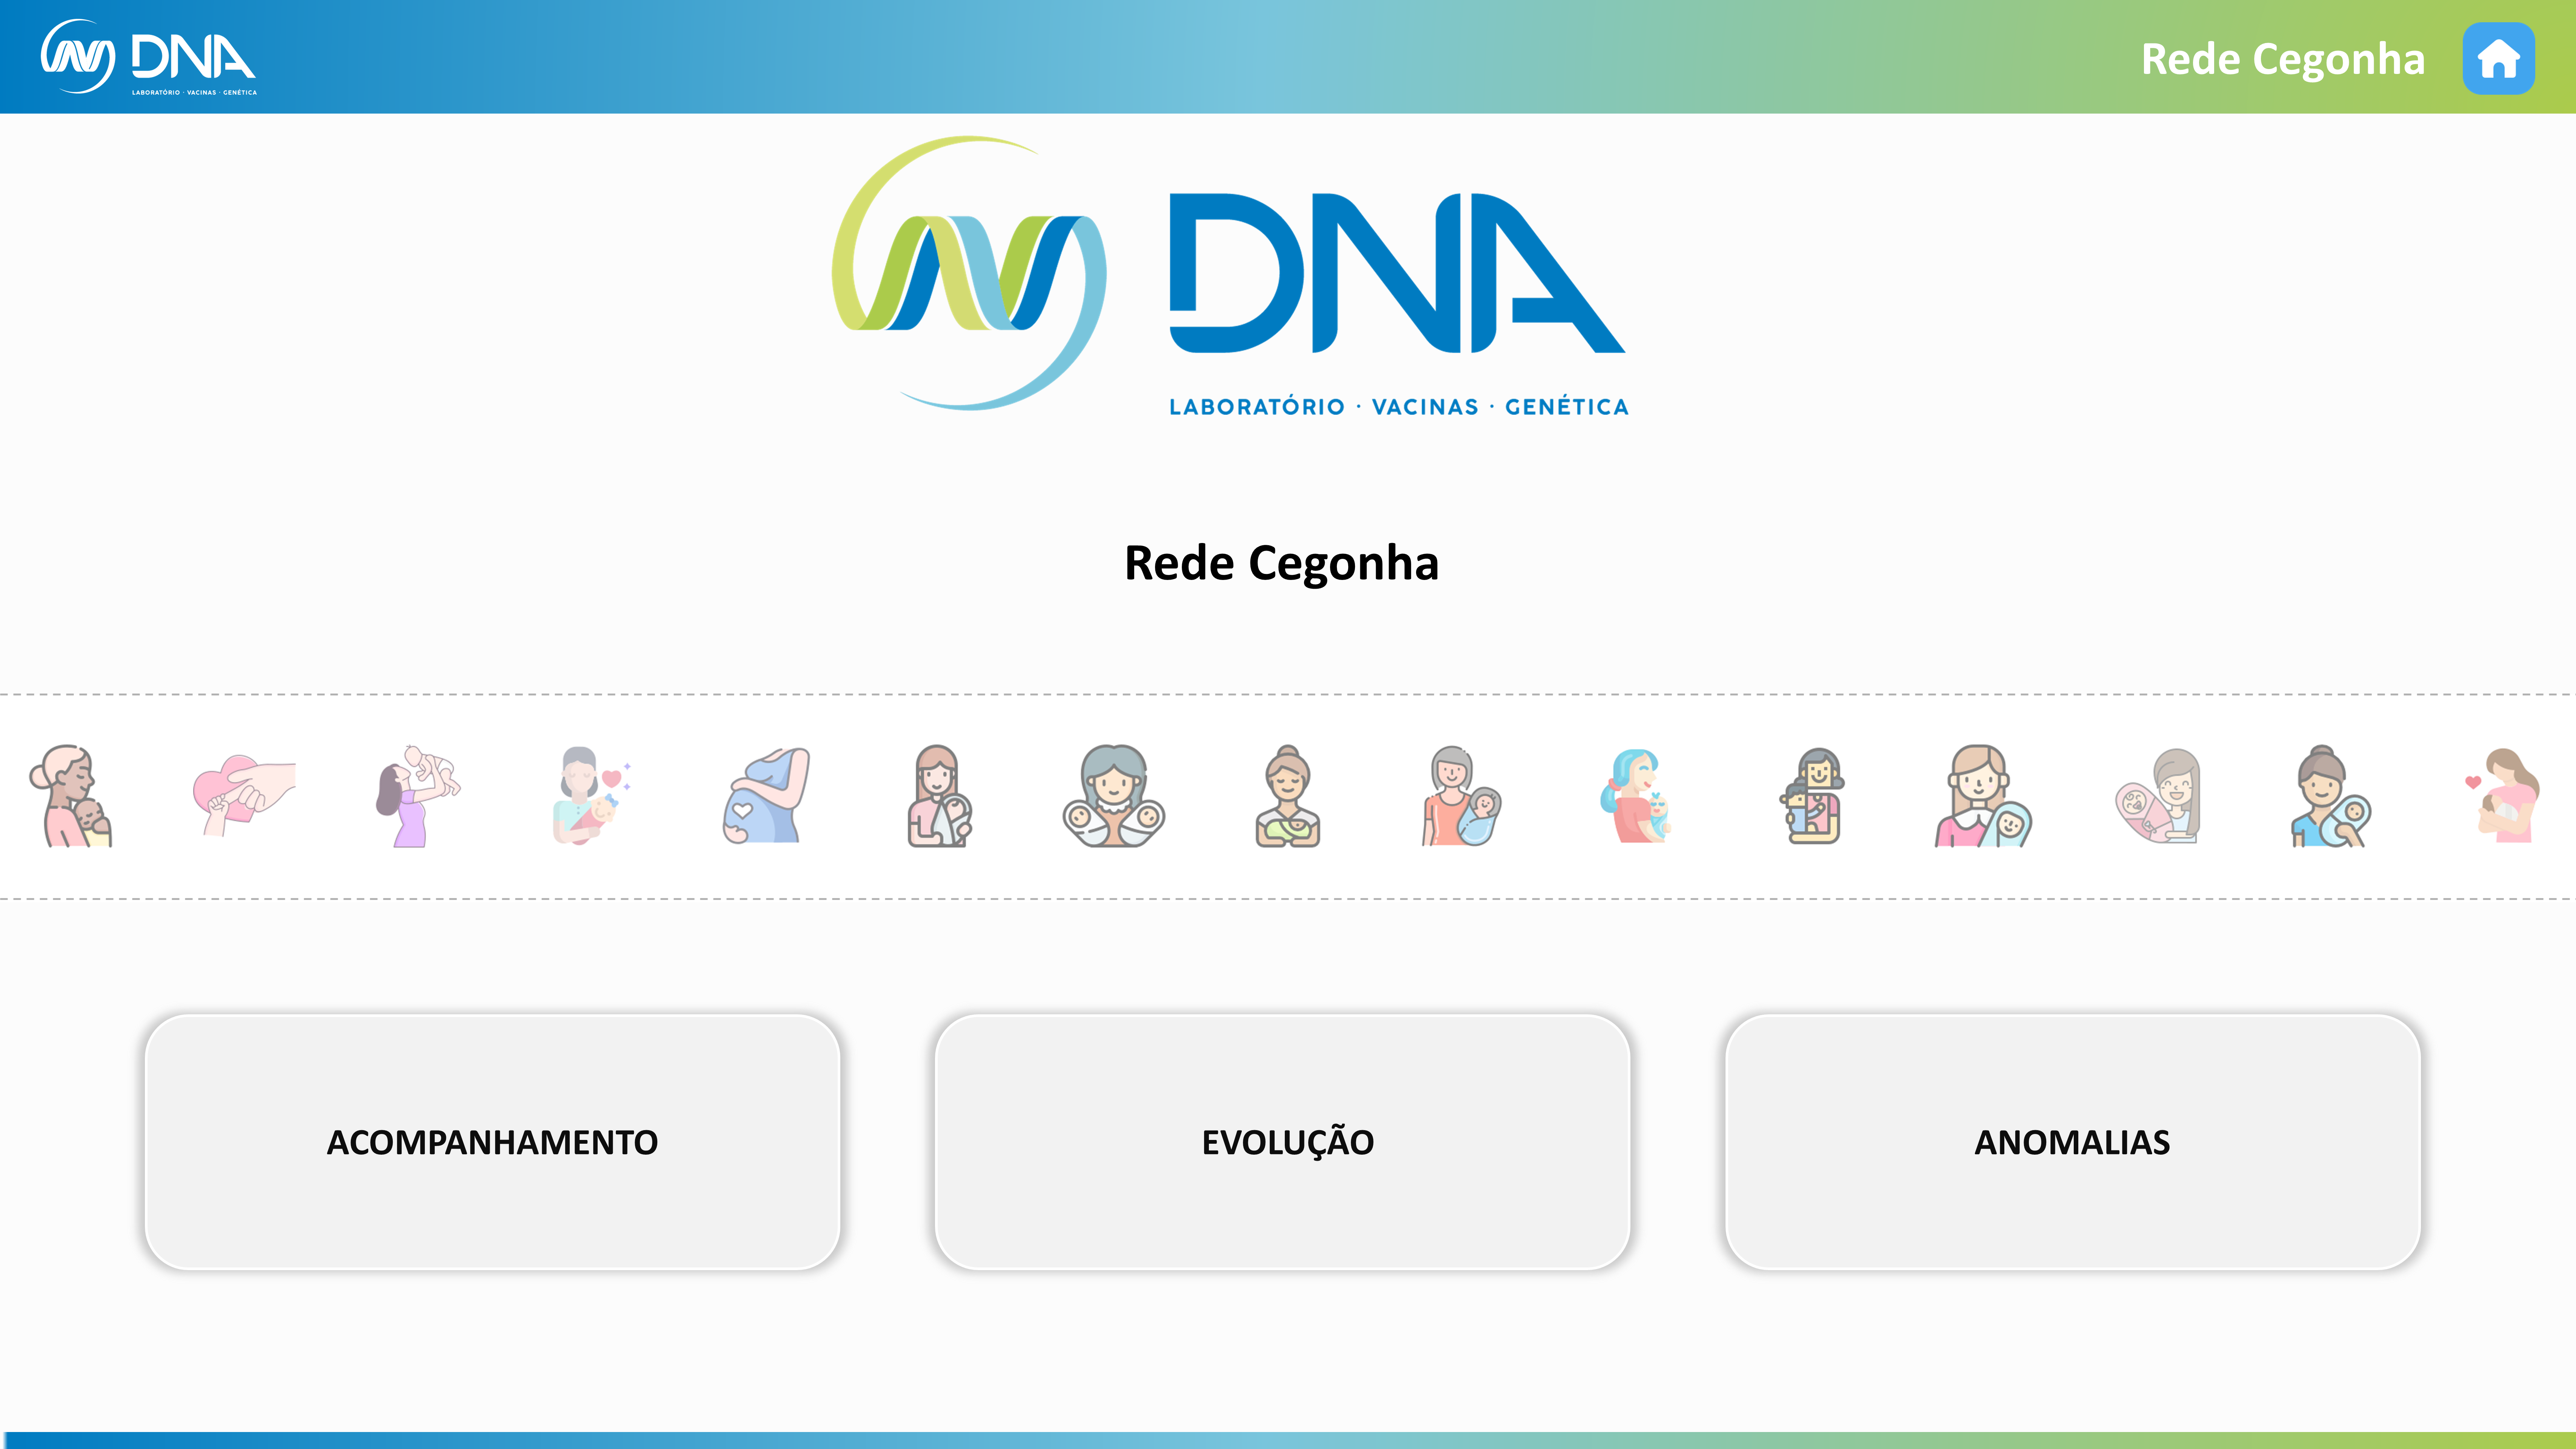 DNA
LABORATÓRIO · VACINAS · GENÉTICA
Rede Cegonha
DNA
LABORATÓRIO · VACINAS · GENÉTICA
Rede Cegonha
ACOMPANHAMENTO
EVOLUÇÃO
ANOMALIAS